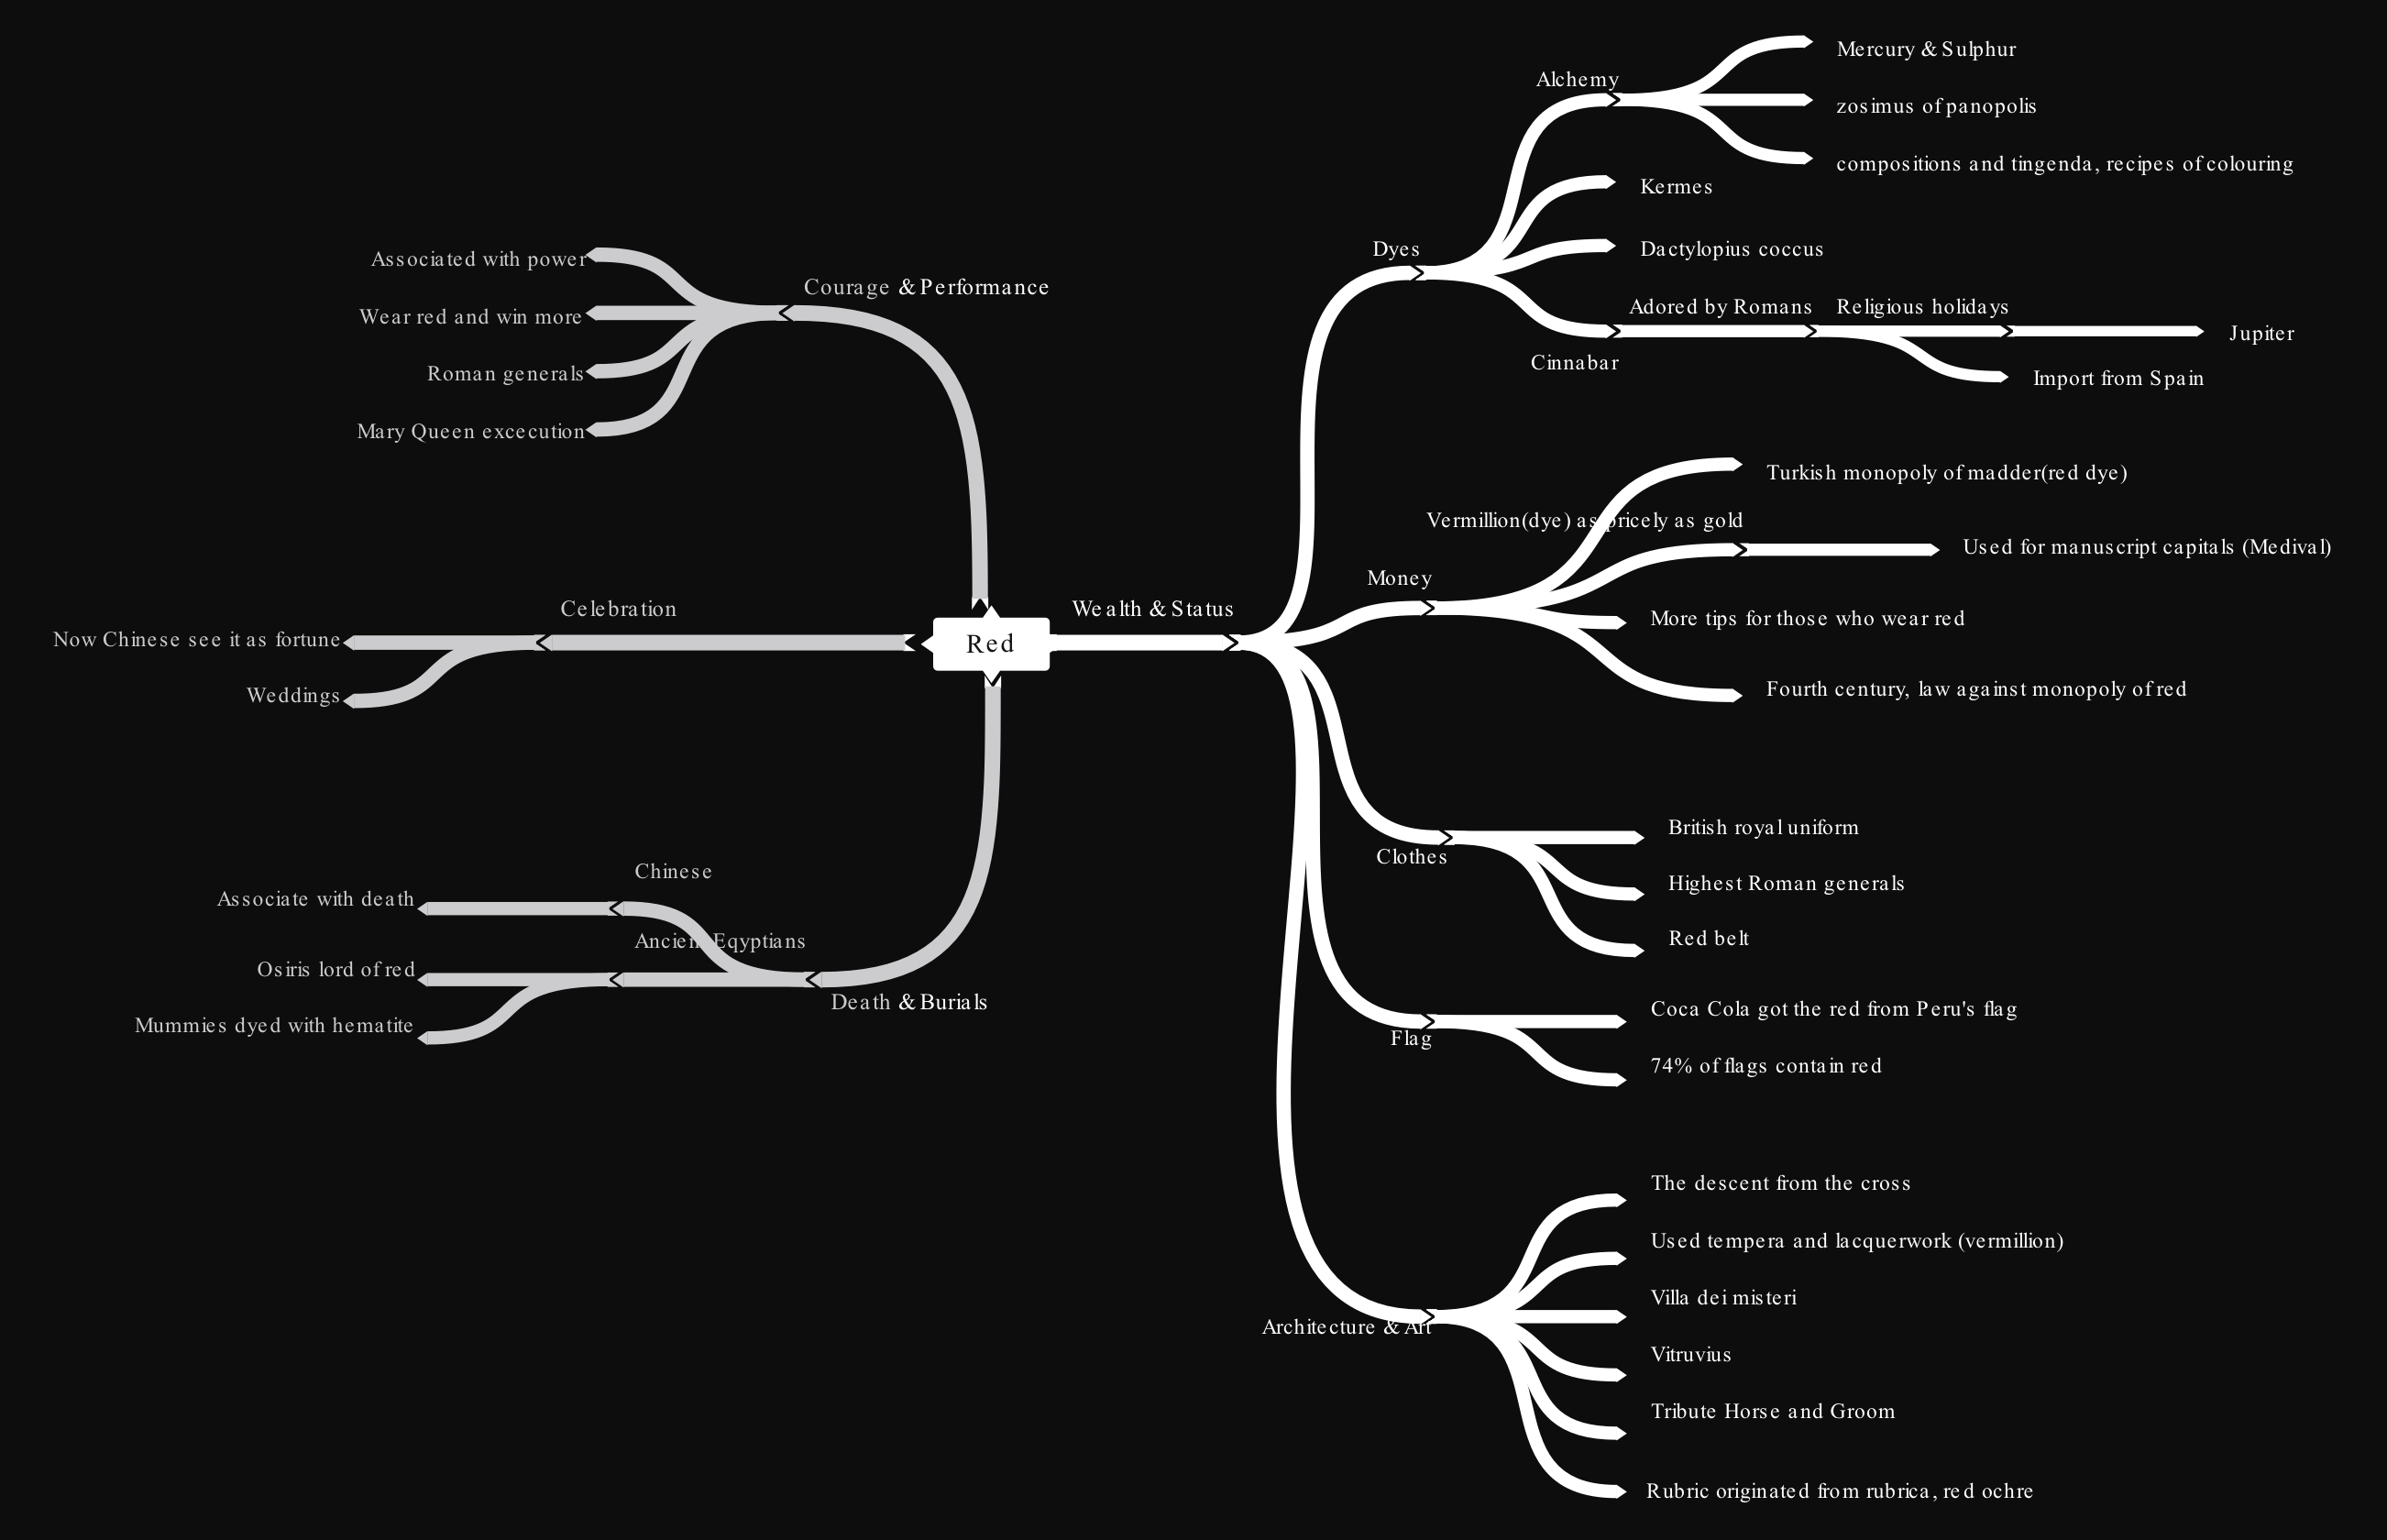 Red
Courage & Performance
Associated with power
Wear red and win more
Roman generals
Mary Queen excecution
Celebration
Now Chinese see it as fortune
Weddings
Death & Burials
Chinese
Associate with death
Ancient Eqyptians
Osiris lord of red
Mummies dyed with hematite
Wealth & Status
Dyes
Alchemy
Mercury & Sulphur
zosimus of panopolis
compositions and tingenda, recipes of colouring
Kermes
Dactylopius coccus
Cinnabar
Adored by Romans
Religious holidays
Jupiter
Import from Spain
Money
Turkish monopoly of madder(red dye)
Vermillion(dye) as pricely as gold
Used for manuscript capitals (Medival)
More tips for those who wear red
Fourth century, law against monopoly of red
Clothes
British royal uniform
Highest Roman generals
Red belt
Flag
Coca Cola got the red from Peru's flag
74% of flags contain red
Architecture & Art
The descent from the cross
Used tempera and lacquerwork (vermillion)
Villa dei misteri
Vitruvius
Tribute Horse and Groom
Rubric originated from rubrica, red ochre